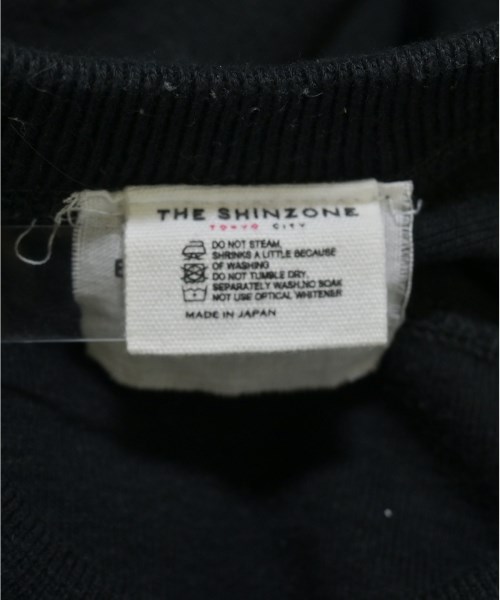 THE SHINZONE
TOKYO CITY
DO NOT STEAM,
SHRINKS A LITTLE BECAUSE
OF WASHING
DO NOT TUMBLE DRY,
SEPARATELY WASH,NO SOAK
NOT USE OPTICAL WHITENER
MADE IN JAPAN